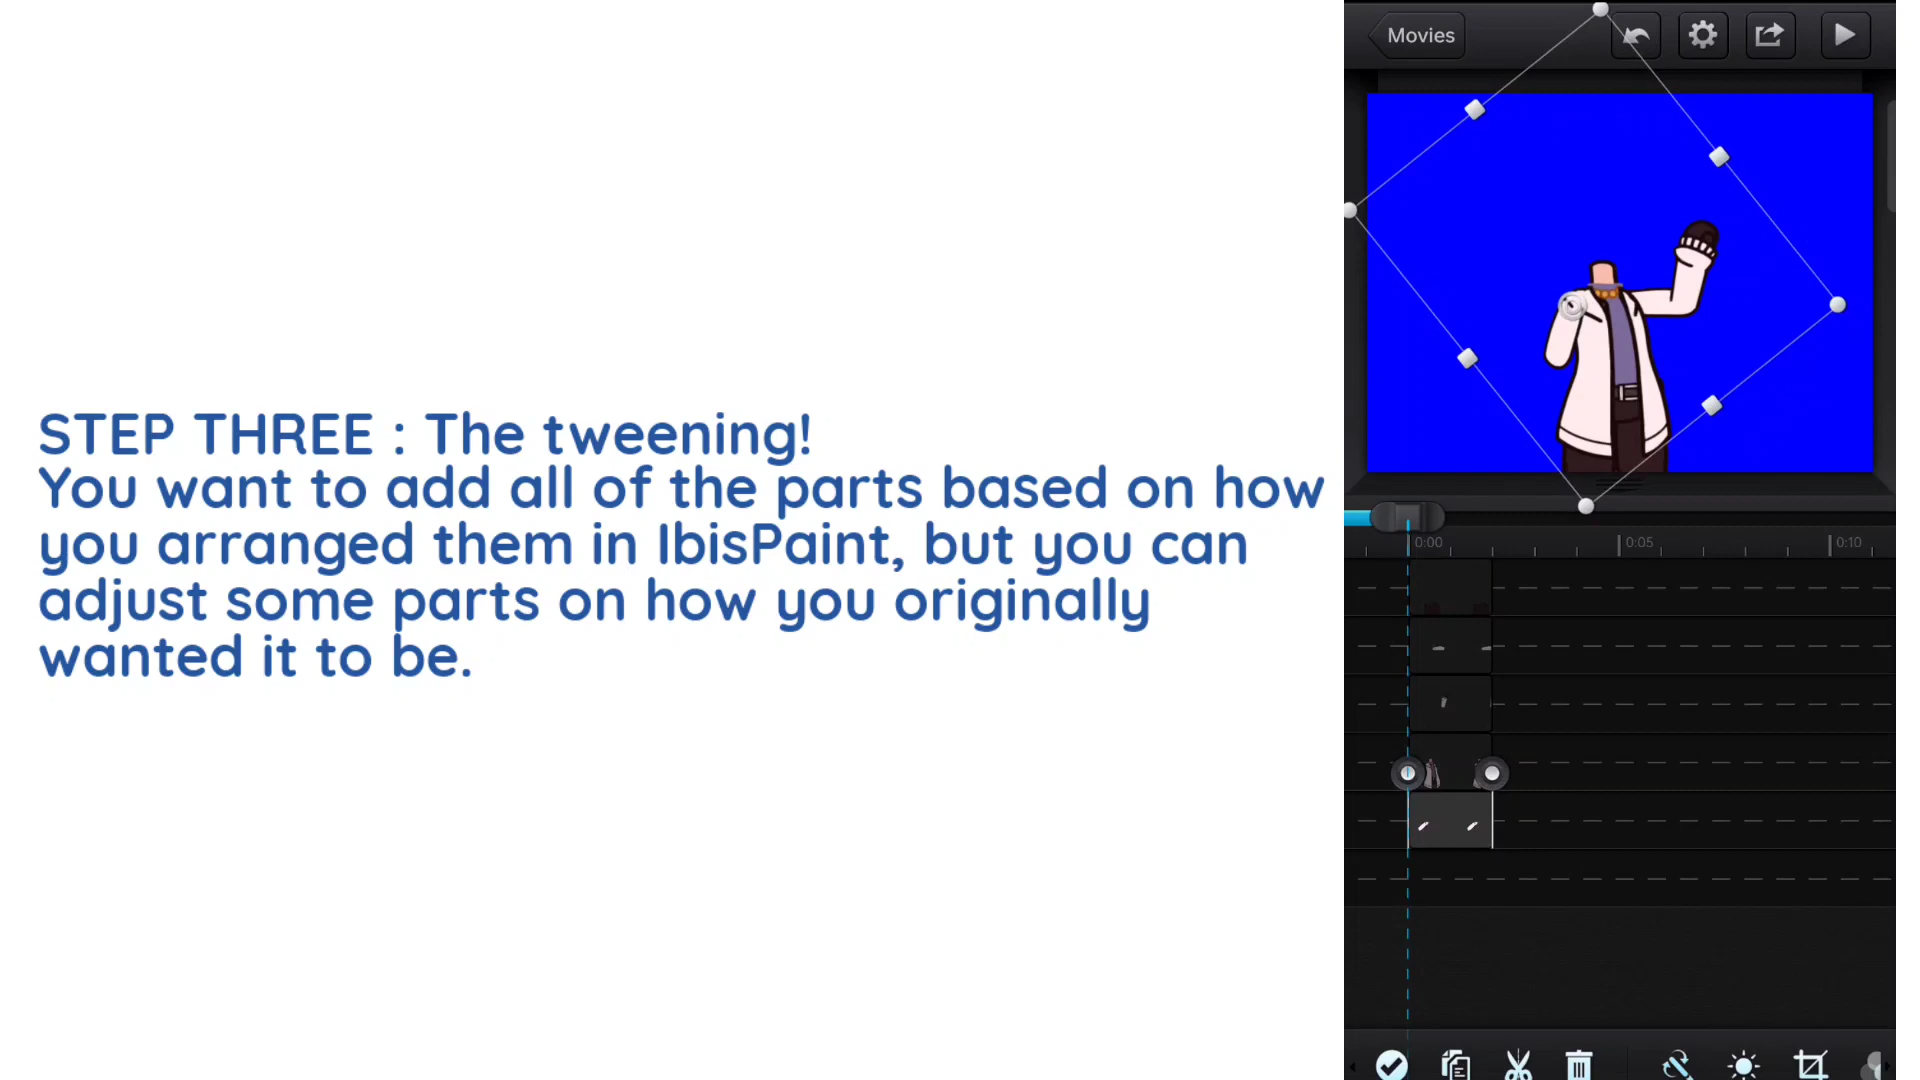 STEP THREE : The tweening!
You want to add all of the parts based on how
you arranged them in IbisPaint, but you can
adjust some parts on how you originally
wanted it to be.
Movies
0:00
0:05
0:10